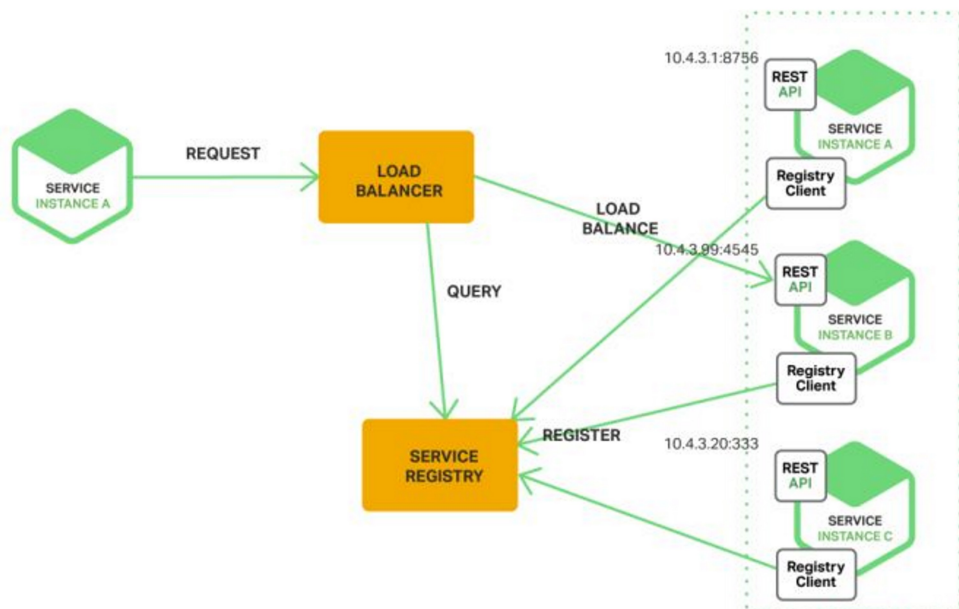 10.4.3.1:8756
REST
API
SERVICE
INSTANCE A
Registry
Client
SERVICE
INSTANCE A
REQUEST
LOAD
BALANCER
LOAD
BALANCE
10.4.3.99:4545
REST
API
SERVICE
INSTANCE B
Registry
Client
QUERY
REGISTER
SERVICE
REGISTRY
10.4.3.20:333
REST
API
SERVICE
INSTANCE C
Registry
Client